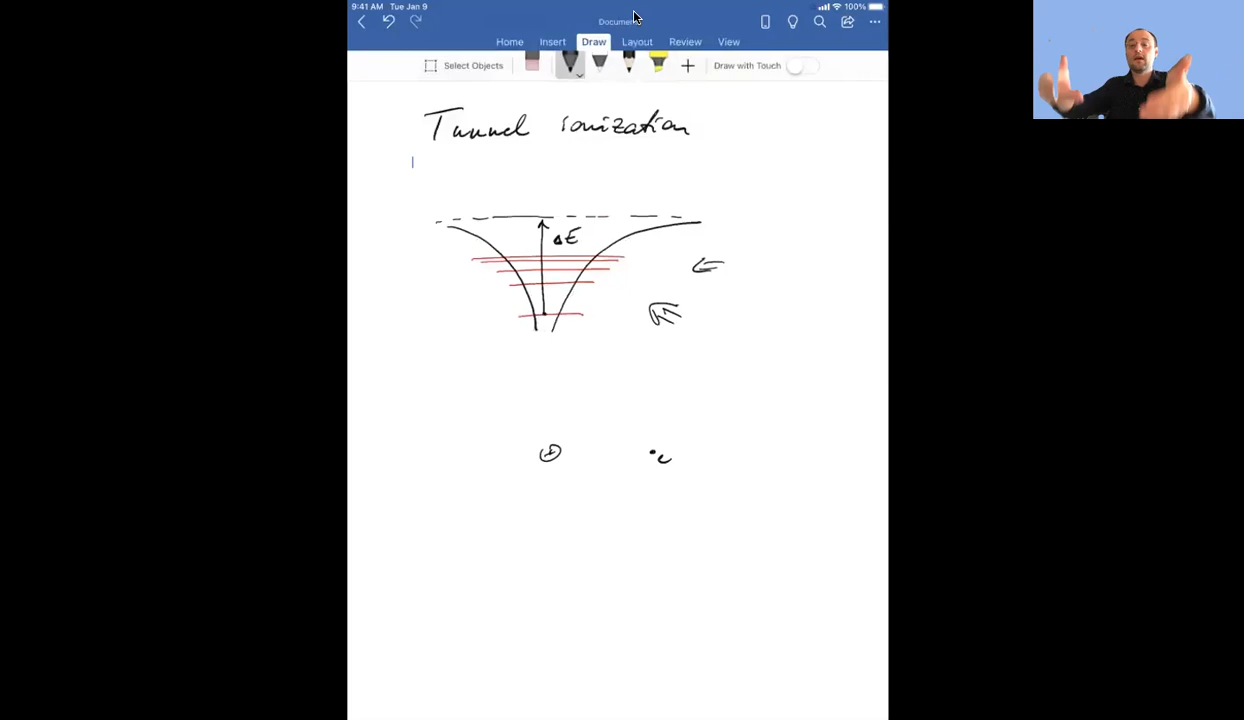 9:41 AM Tue Jan 9
100%
Document
Home Insert Draw Layout Review View
Select Objects
Draw with Touch
Tunnel ionization
ΔE
+
e